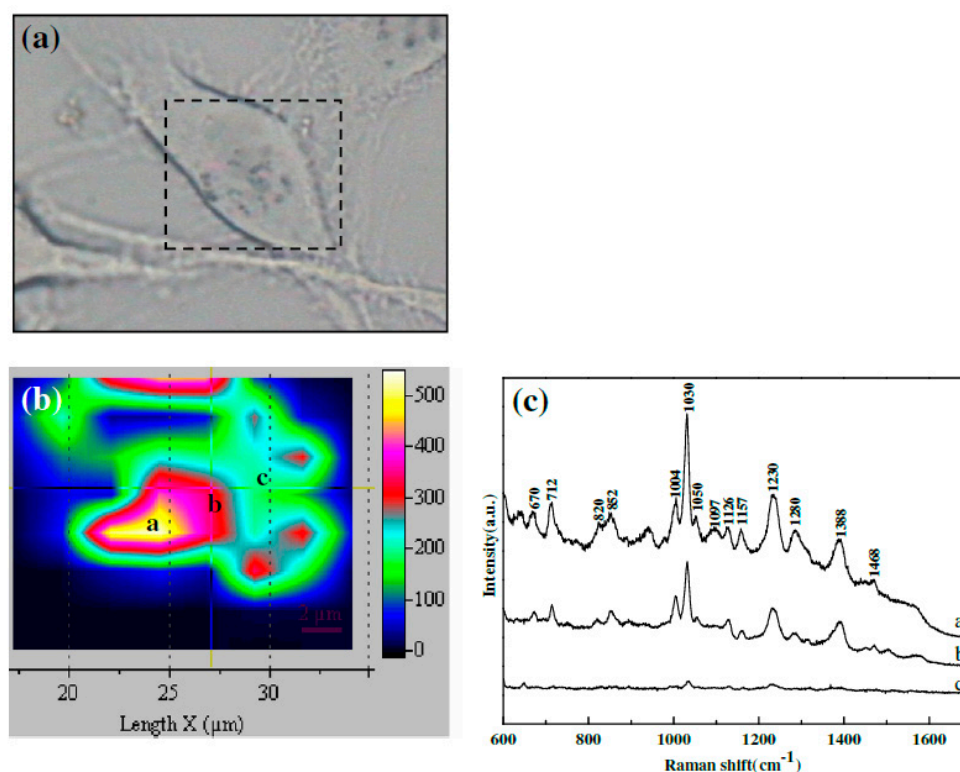 (a)
(b)
a
b
c
2 μm
500
400
300
200
100
0
20 25 30
Length X (μm)
(c)
Intensity(a.u.)
670
712
820
852
1004
1030
1050
1097
1126
1157
1230
1280
1388
1468
a
b
c
600 800 1000 1200 1400 1600
Raman shift(cm⁻¹)